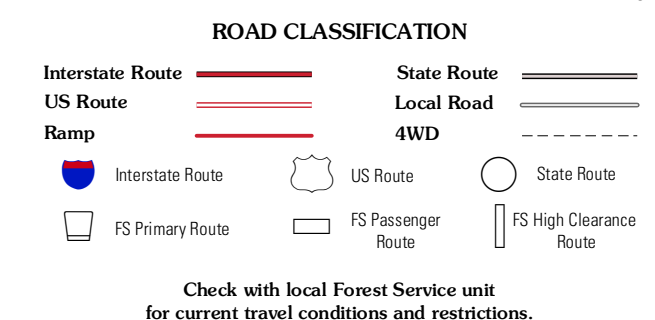 ROAD CLASSIFICATION
Interstate Route
State Route
US Route
Local Road
Ramp
4WD
Interstate Route
US Route
State Route
FS Primary Route
FS Passenger
Route
FS High Clearance
Route
Check with local Forest Service unit
for current travel conditions and restrictions.